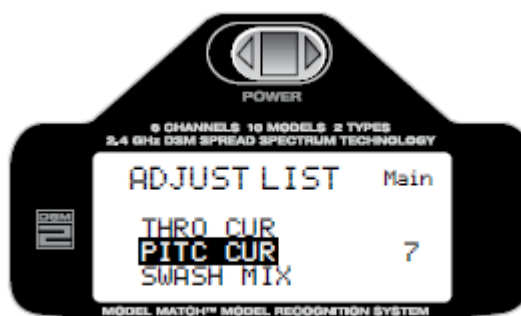 POWER
6 CHANNELS 10 MODELS 2 TYPES
2.4 GHz DSM SPREAD SPECTRUM TECHNOLOGY
ADJUST LIST Main
THRO CUR
PITC CUR 7
SWASH MIX
DSM
2
MODEL MATCH™ MODEL RECOGNITION SYSTEM